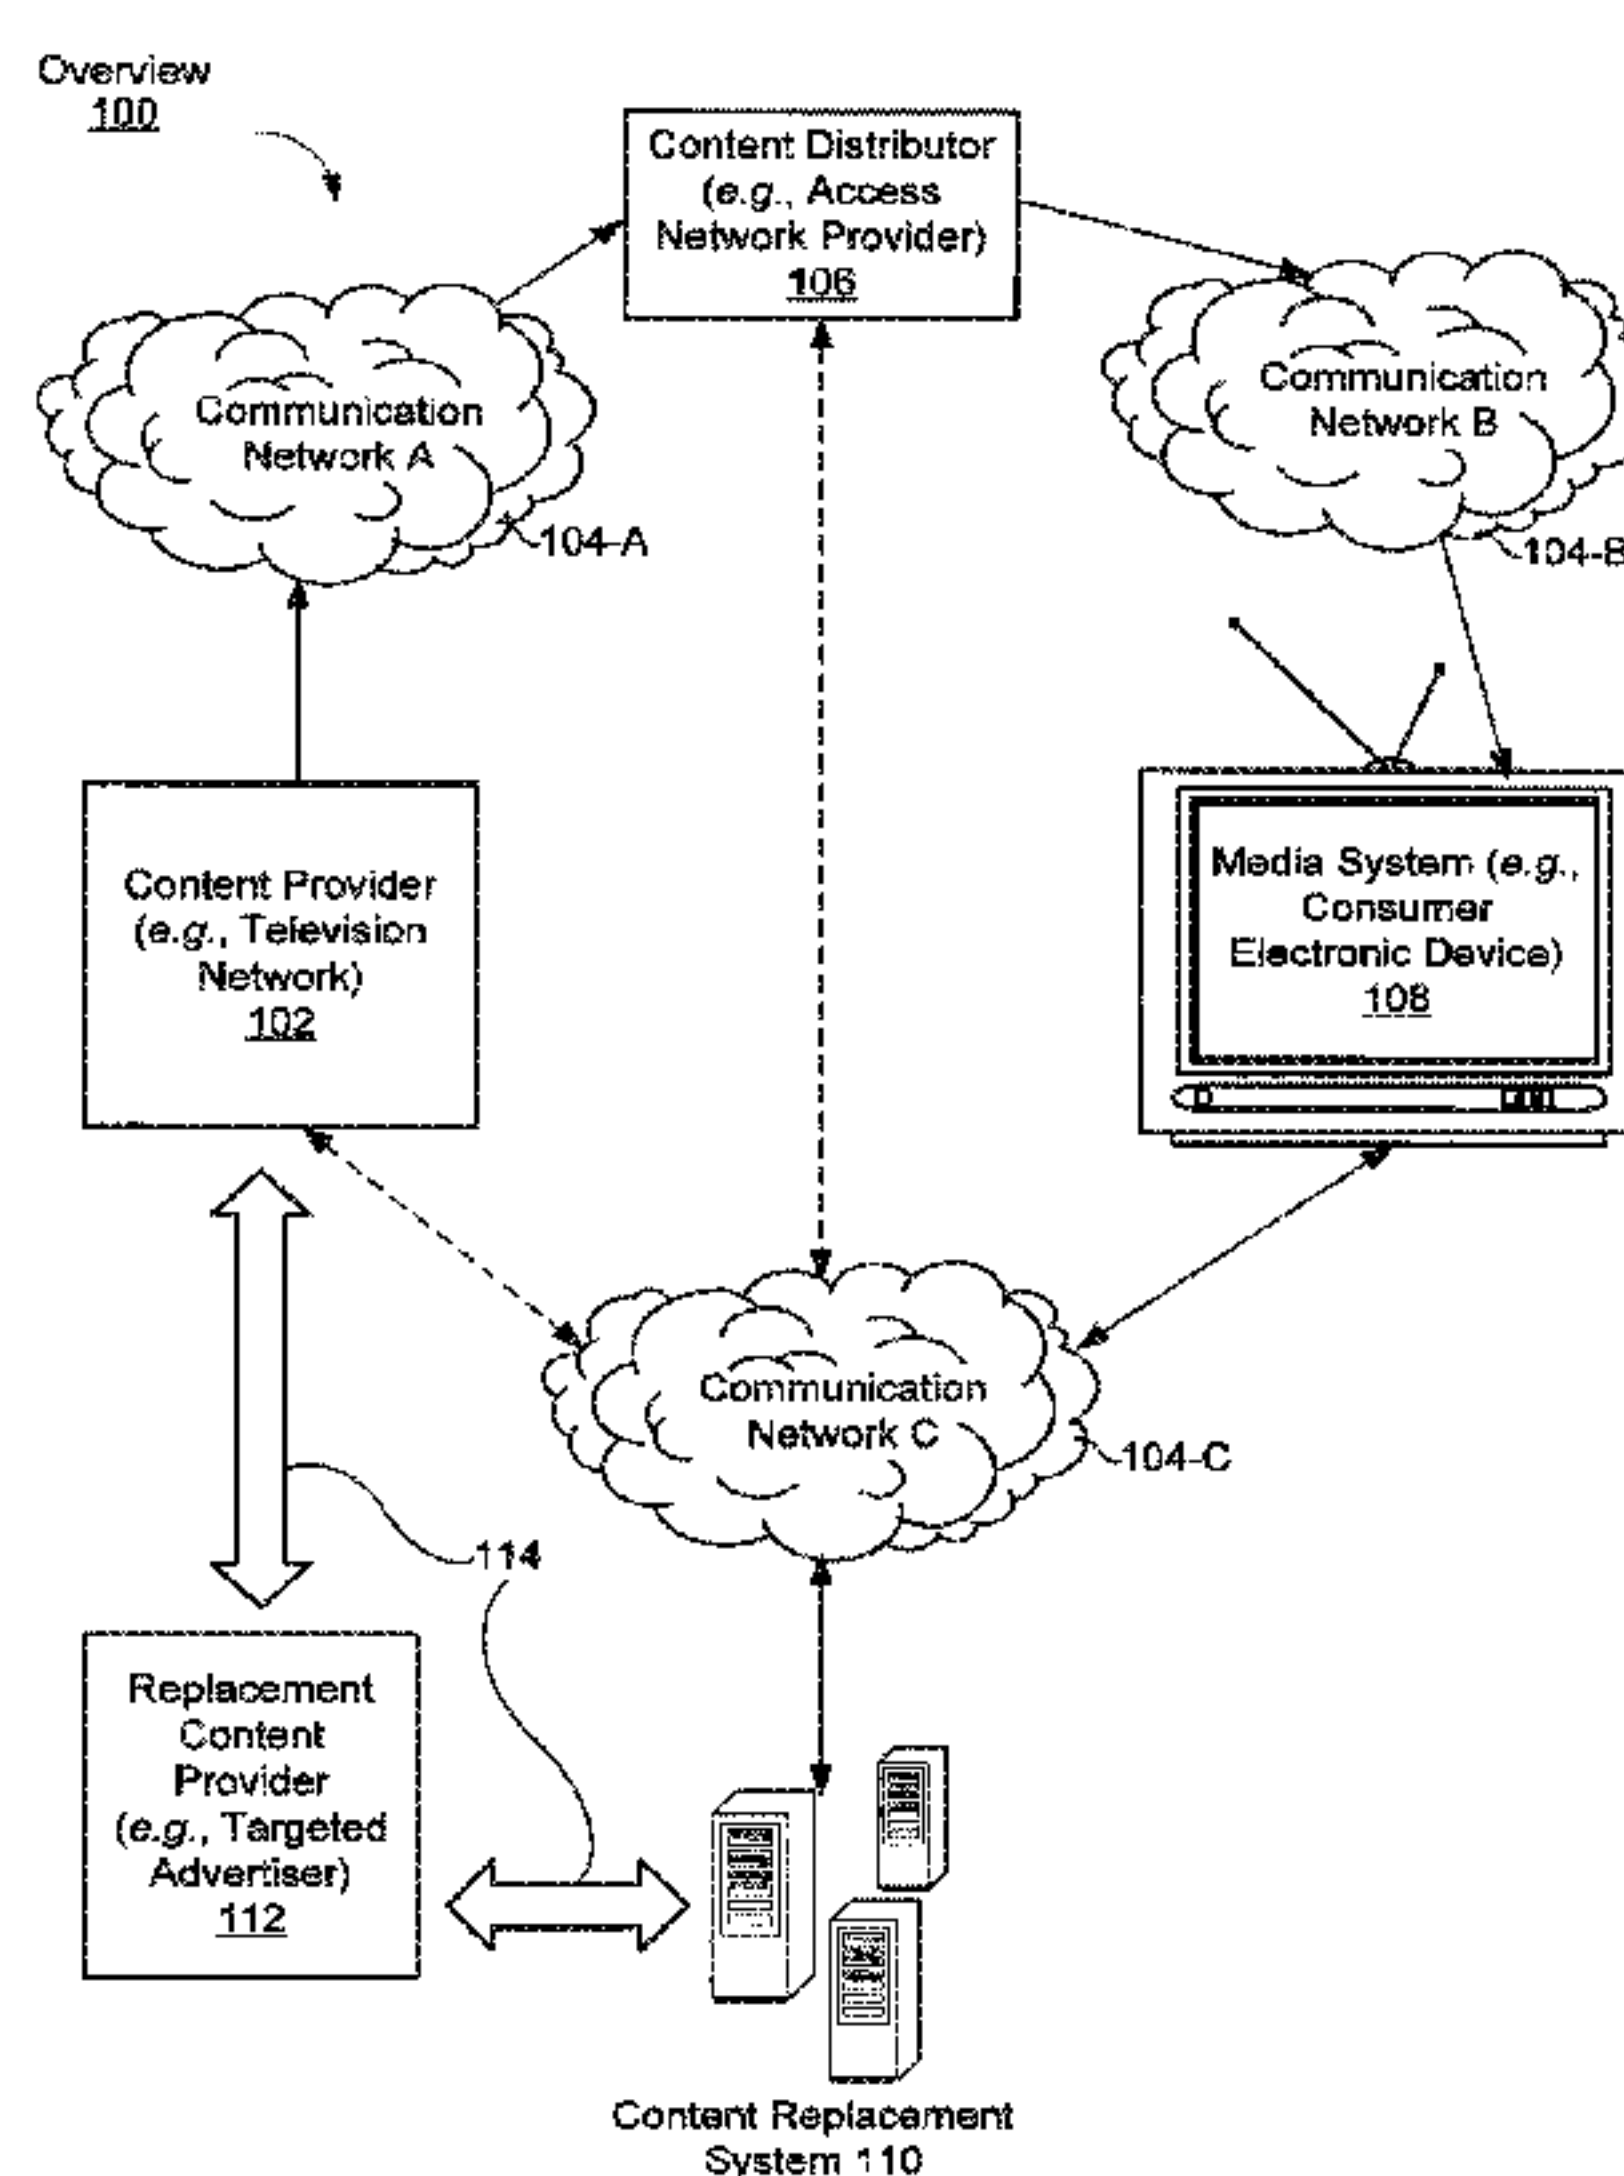 Overview
100
Content Distributor
(e.g., Access
Network Provider)
106
Communication
Network A
104-A
Communication
Network B
104-B
Content Provider
(e.g., Television
Network)
102
Media System (e.g.,
Consumer
Electronic Device)
108
Communication
Network C
104-C
114
Replacement
Content
Provider
(e.g., Targeted
Advertiser)
112
Content Replacement
System 110